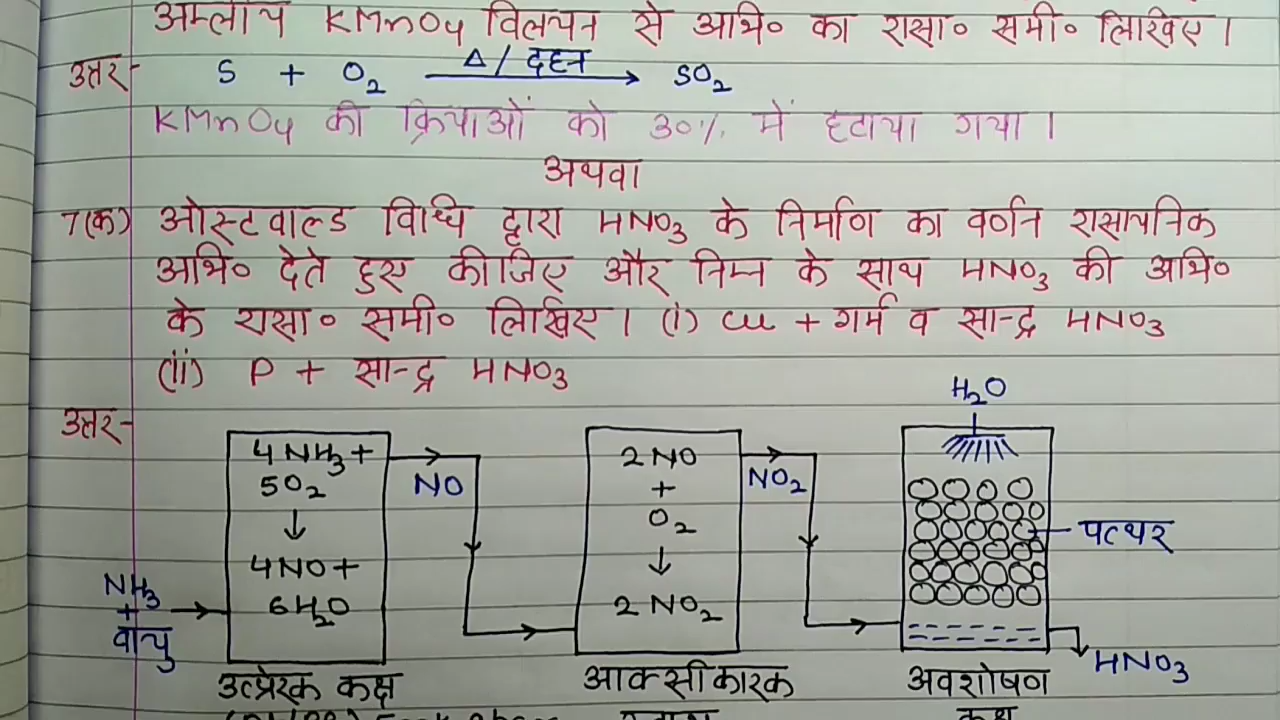 अम्लीय KMnO4 विलयन से अभि० का रासा० समी० लिखिए।
उत्तर- S + O2 Δ/दहन → SO2
KMnO4 की क्रियाओं को 30% में हटाया गया।
अथवा
7(क) ओस्टवाल्ड विधि द्वारा HNO3 के निर्माण का वर्णन रासायनिक
अभि० देते हुए कीजिए और निम्न के साथ HNO3 की अभि०
के रासा० समी० लिखिए। (i) Cu + गर्म व सान्द्र HNO3
(ii) P + सान्द्र HNO3
उत्तर-
NH3
+
वायु
4NH3+
5O2
↓
4NO+
6H2O
उत्प्रेरक कक्ष
NO
2NO
+
O2
↓
2NO2
आक्सीकारक
NO2
H2O
पत्थर
HNO3
अवशोषण
कक्ष